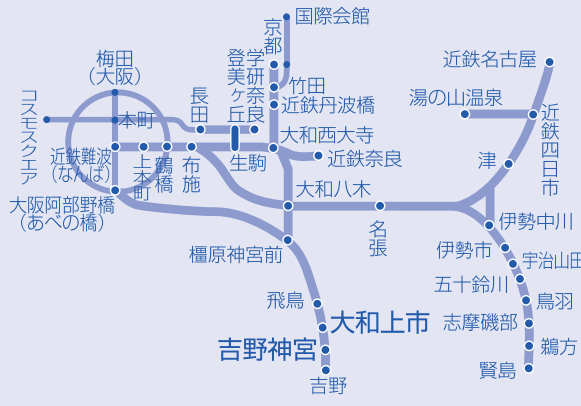 国際会館
京都
梅田
(大阪)
登美ヶ丘
学研奈良
竹田
近鉄丹波橋
近鉄名古屋
湯の山温泉
コスモスクエア
長田
本町
近鉄四日市
近鉄難波
(なんば)
上本町
鶴橋
布施
生駒
大和西大寺
近鉄奈良
津
大阪阿部野橋
(あべの橋)
大和八木
名張
伊勢中川
橿原神宮前
伊勢市
宇治山田
五十鈴川
飛鳥
鳥羽
大和上市
志摩磯部
吉野神宮
鵜方
賢島
吉野